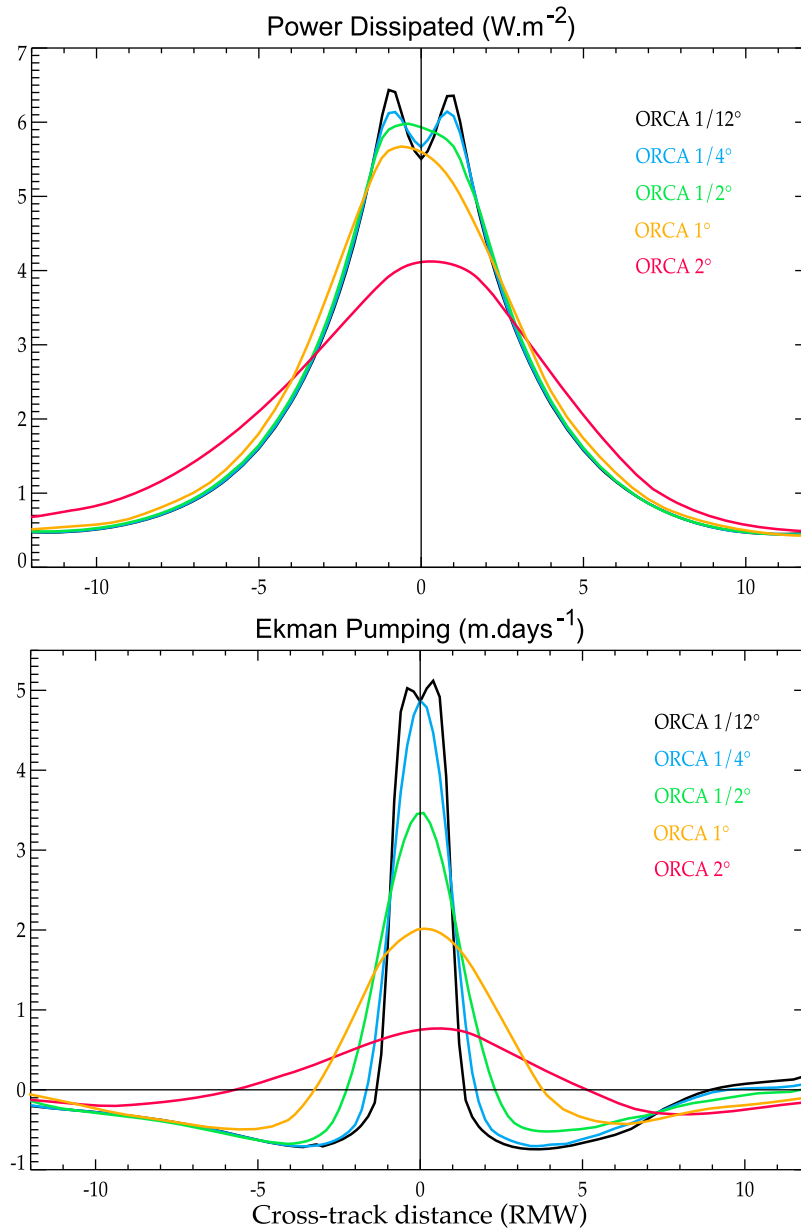 Power Dissipated (W.m⁻²)
7
6
5
4
3
2
1
0
ORCA 1/12°
ORCA 1/4°
ORCA 1/2°
ORCA 1°
ORCA 2°
-10 -5 0 5 10
Ekman Pumping (m.days⁻¹)
5
4
3
2
1
0
-1
ORCA 1/12°
ORCA 1/4°
ORCA 1/2°
ORCA 1°
ORCA 2°
-10 -5 0 5 10
Cross-track distance (RMW)